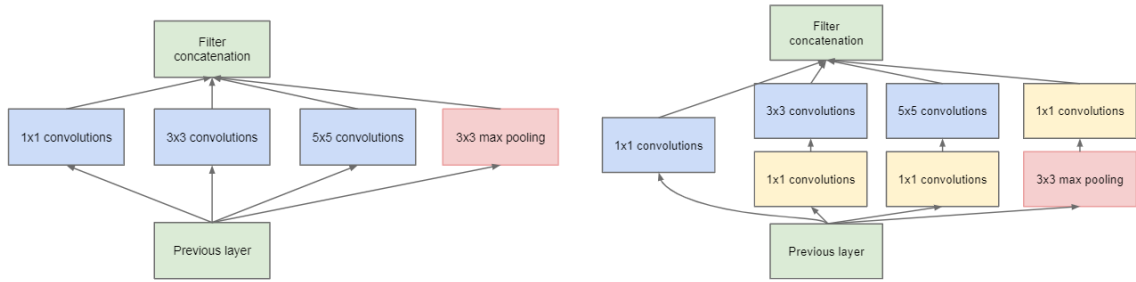 Filter
concatenation
1x1 convolutions
3x3 convolutions
5x5 convolutions
3x3 max pooling
Previous layer
Filter
concatenation
3x3 convolutions
5x5 convolutions
1x1 convolutions
1x1 convolutions
1x1 convolutions
1x1 convolutions
3x3 max pooling
Previous layer